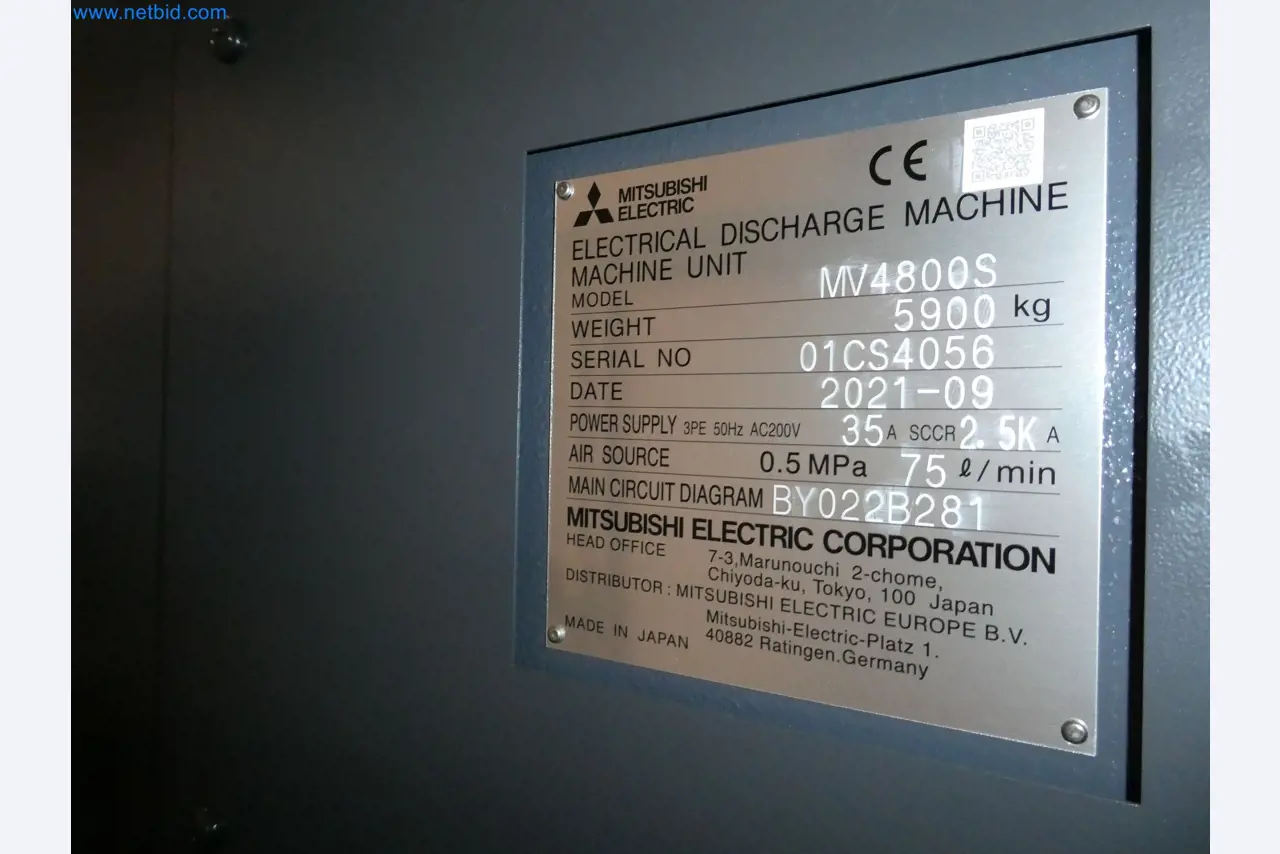 www.netbid.com
MITSUBISHI
ELECTRIC
CE
ELECTRICAL DISCHARGE MACHINE
MACHINE UNIT
MODEL MV4800S
WEIGHT 5900 kg
SERIAL NO 01CS4056
DATE 2021-09
POWER SUPPLY 3PE 50Hz AC200V 35 A SCCR 2.5K A
AIR SOURCE 0.5 MPa 75 ℓ/min
MAIN CIRCUIT DIAGRAM BY022B281
MITSUBISHI ELECTRIC CORPORATION
HEAD OFFICE 7-3,Marunouchi 2-chome,
Chiyoda-ku, Tokyo, 100 Japan
DISTRIBUTOR : MITSUBISHI ELECTRIC EUROPE B.V.
Mitsubishi-Electric-Platz 1.
MADE IN JAPAN 40882 Ratingen.Germany